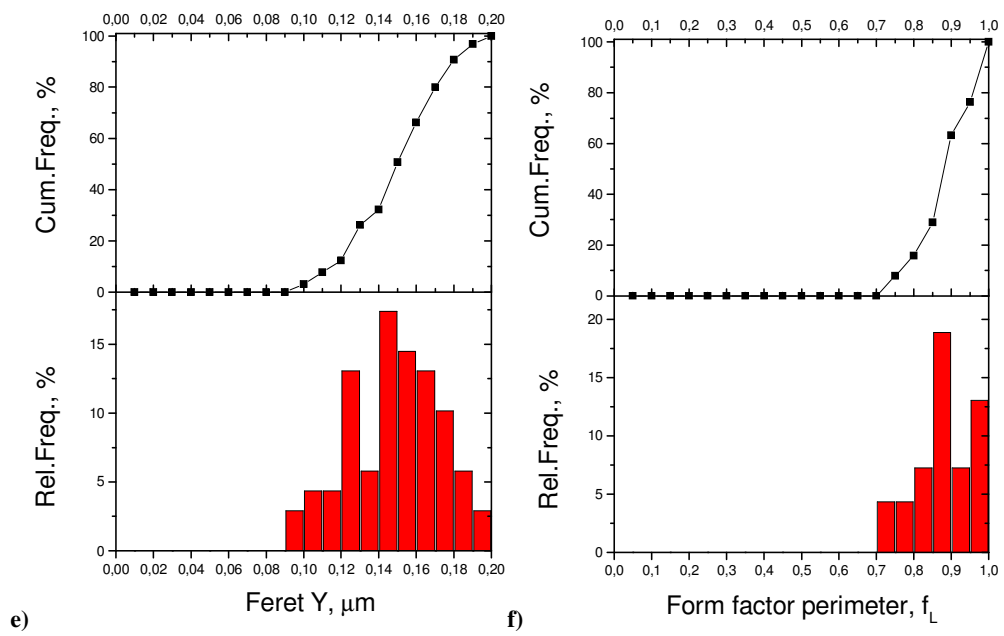 0,00 0,02 0,04 0,06 0,08 0,10 0,12 0,14 0,16 0,18 0,20
100
80
60
40
20
0
Cum.Freq., %
15
10
5
0
Rel.Freq., %
0,00 0,02 0,04 0,06 0,08 0,10 0,12 0,14 0,16 0,18 0,20
Feret Y, μm
e)
0,0 0,1 0,2 0,3 0,4 0,5 0,6 0,7 0,8 0,9 1,0
100
80
60
40
20
0
Cum.Freq., %
20
15
10
5
0
Rel.Freq., %
0,0 0,1 0,2 0,3 0,4 0,5 0,6 0,7 0,8 0,9 1,0
Form factor perimeter, f_L
f)